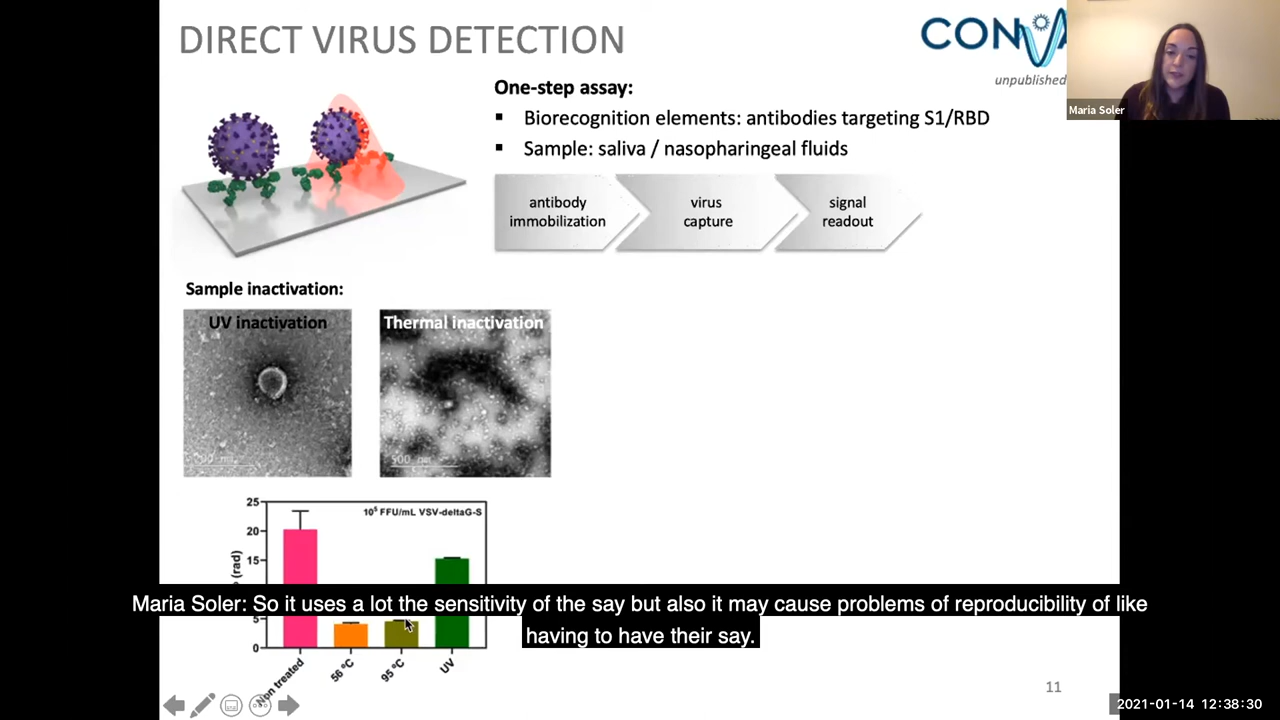 DIRECT VIRUS DETECTION
CONVA
unpublished
Maria Soler
One-step assay:
▪ Biorecognition elements: antibodies targeting S1/RBD
▪ Sample: saliva / nasopharingeal fluids
antibody
immobilization
virus
capture
signal
readout
Sample inactivation:
UV inactivation
Thermal inactivation
500 nm
25
10⁵ FFU/mL VSV-deltaG-S
20
15
(rad)
5
0
Non treated
56 ºC
95 ºC
UV
Maria Soler: So it uses a lot the sensitivity of the say but also it may cause problems of reproducibility of like
having to have their say.
11
2021-01-14 12:38:30